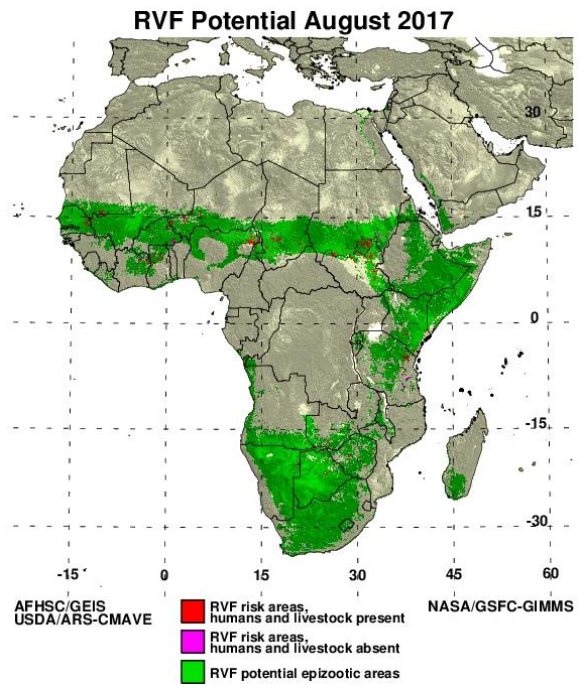 RVF Potential August 2017
30
15
0
-15
-30
-15 0 15 30 45 60
AFHSC/GEIS
USDA/ARS-CMAVE
RVF risk areas,
humans and livestock present
RVF risk areas,
humans and livestock absent
RVF potential epizootic areas
NASA/GSFC-GIMMS